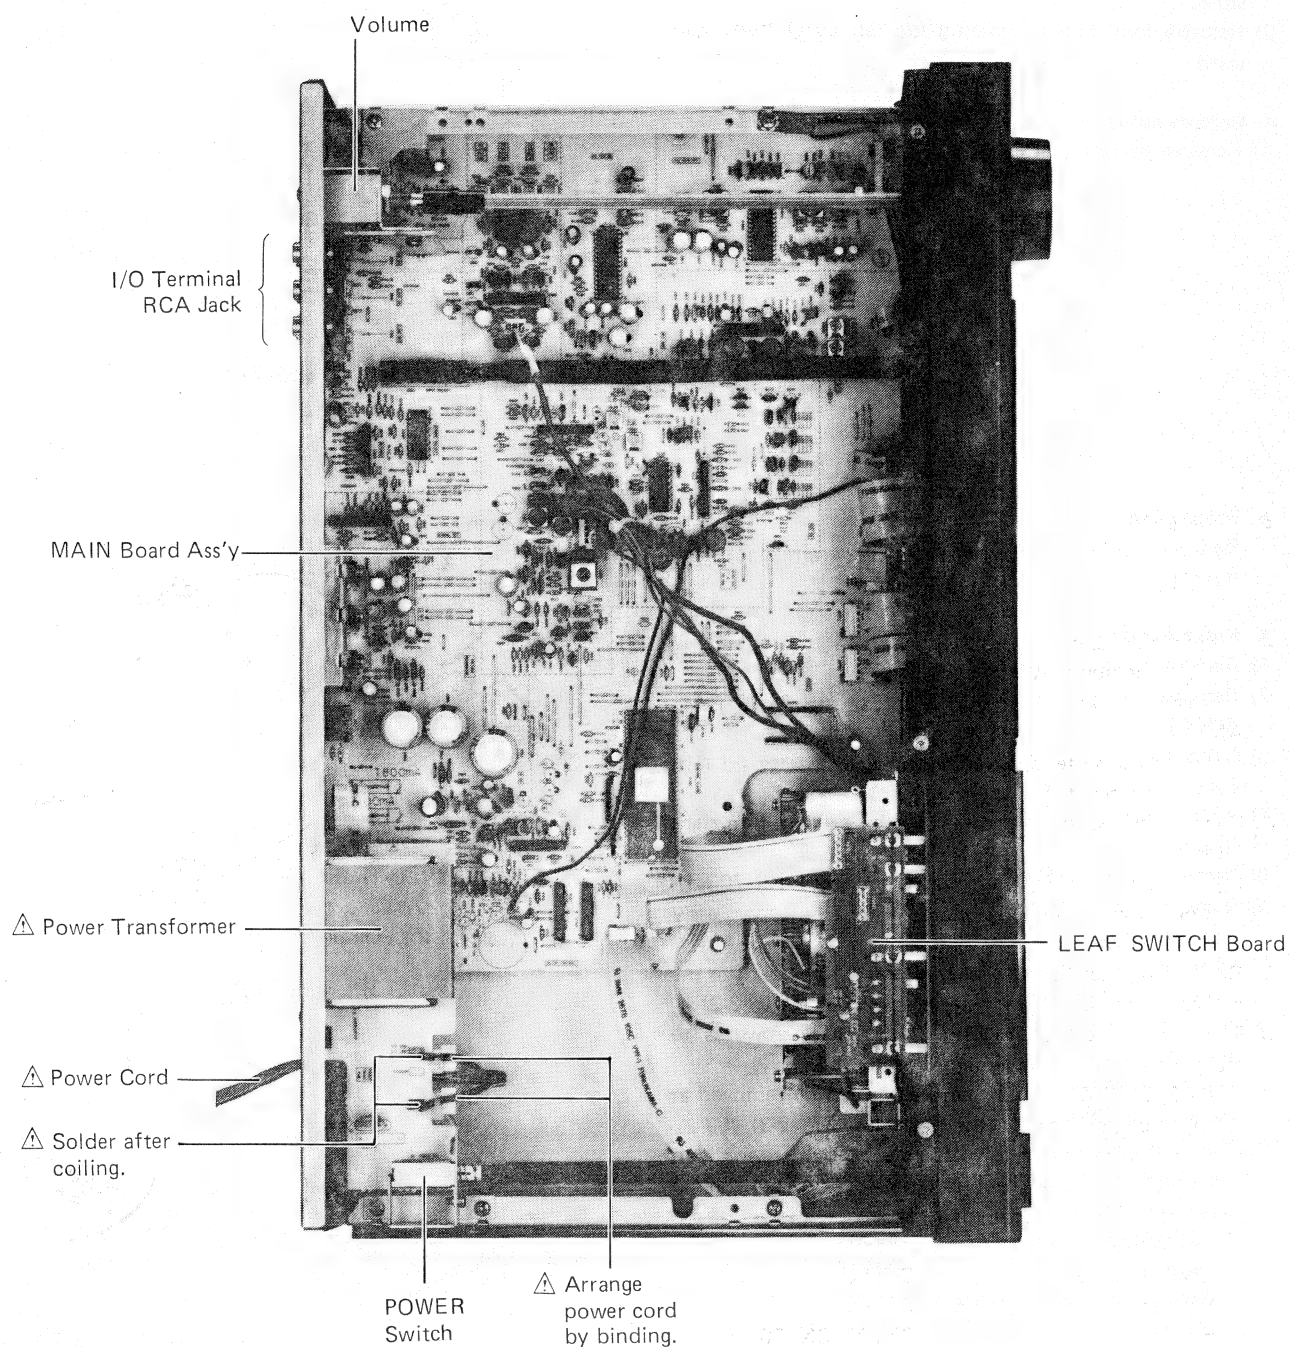 Volume
I/O Terminal
RCA Jack
MAIN Board Ass'y
⚠ Power Transformer
LEAF SWITCH Board
⚠ Power Cord
⚠ Solder after
coiling.
POWER
Switch
⚠ Arrange
power cord
by binding.